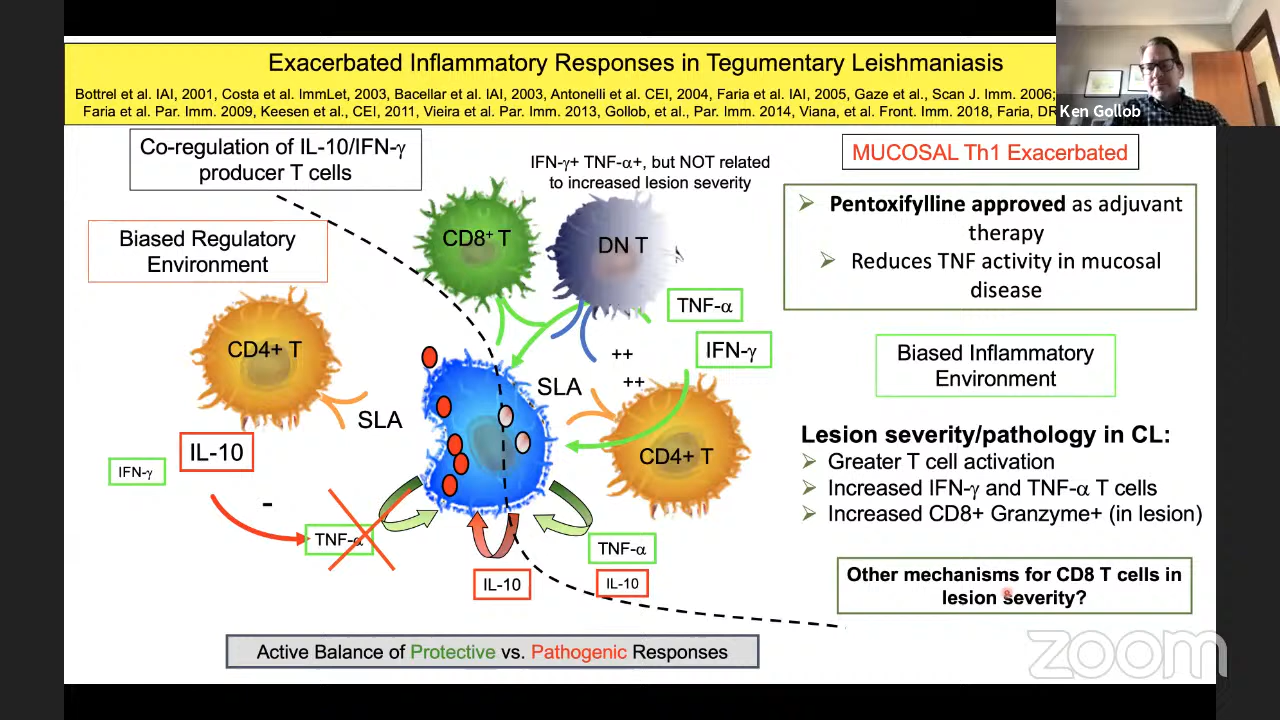 Exacerbated Inflammatory Responses in Tegumentary Leishmaniasis
Bottrel et al. IAI, 2001, Costa et al. ImmLet, 2003, Bacellar et al. IAI, 2003, Antonelli et al. CEI, 2004, Faria et al. IAI, 2005, Gaze et al., Scan J. Imm. 2006;
Faria et al. Par. Imm. 2009, Keesen et al., CEI, 2011, Vieira et al. Par. Imm. 2013, Gollob, et al., Par. Imm. 2014, Viana, et al. Front. Imm. 2018, Faria, DR
Ken Gollob
Co-regulation of IL-10/IFN-γ
producer T cells
IFN-γ+ TNF-α+, but NOT related
to increased lesion severity
MUCOSAL Th1 Exacerbated
Biased Regulatory
Environment
CD8⁺ T
DN T
➢ Pentoxifylline approved as adjuvant
therapy
➢ Reduces TNF activity in mucosal
disease
TNF-α
IFN-γ
CD4+ T
++
++
SLA
SLA
Biased Inflammatory
Environment
IL-10
IFN-γ
CD4+ T
Lesion severity/pathology in CL:
➢ Greater T cell activation
➢ Increased IFN-γ and TNF-α T cells
➢ Increased CD8+ Granzyme+ (in lesion)
-
TNF-α
TNF-α
IL-10
IL-10
Other mechanisms for CD8 T cells in
lesion severity?
Active Balance of Protective vs. Pathogenic Responses
zoom